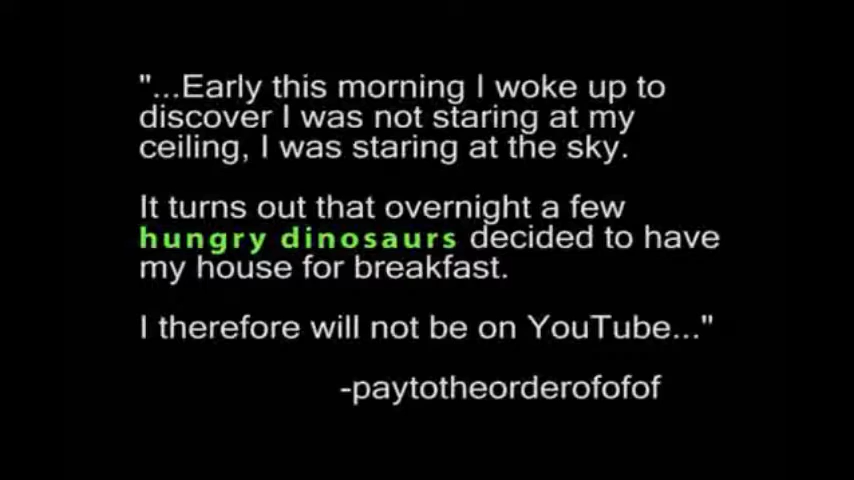 "...Early this morning I woke up to
discover I was not staring at my
ceiling, I was staring at the sky.
It turns out that overnight a few
hungry dinosaurs decided to have
my house for breakfast.
I therefore will not be on YouTube..."
-paytotheorderofofof